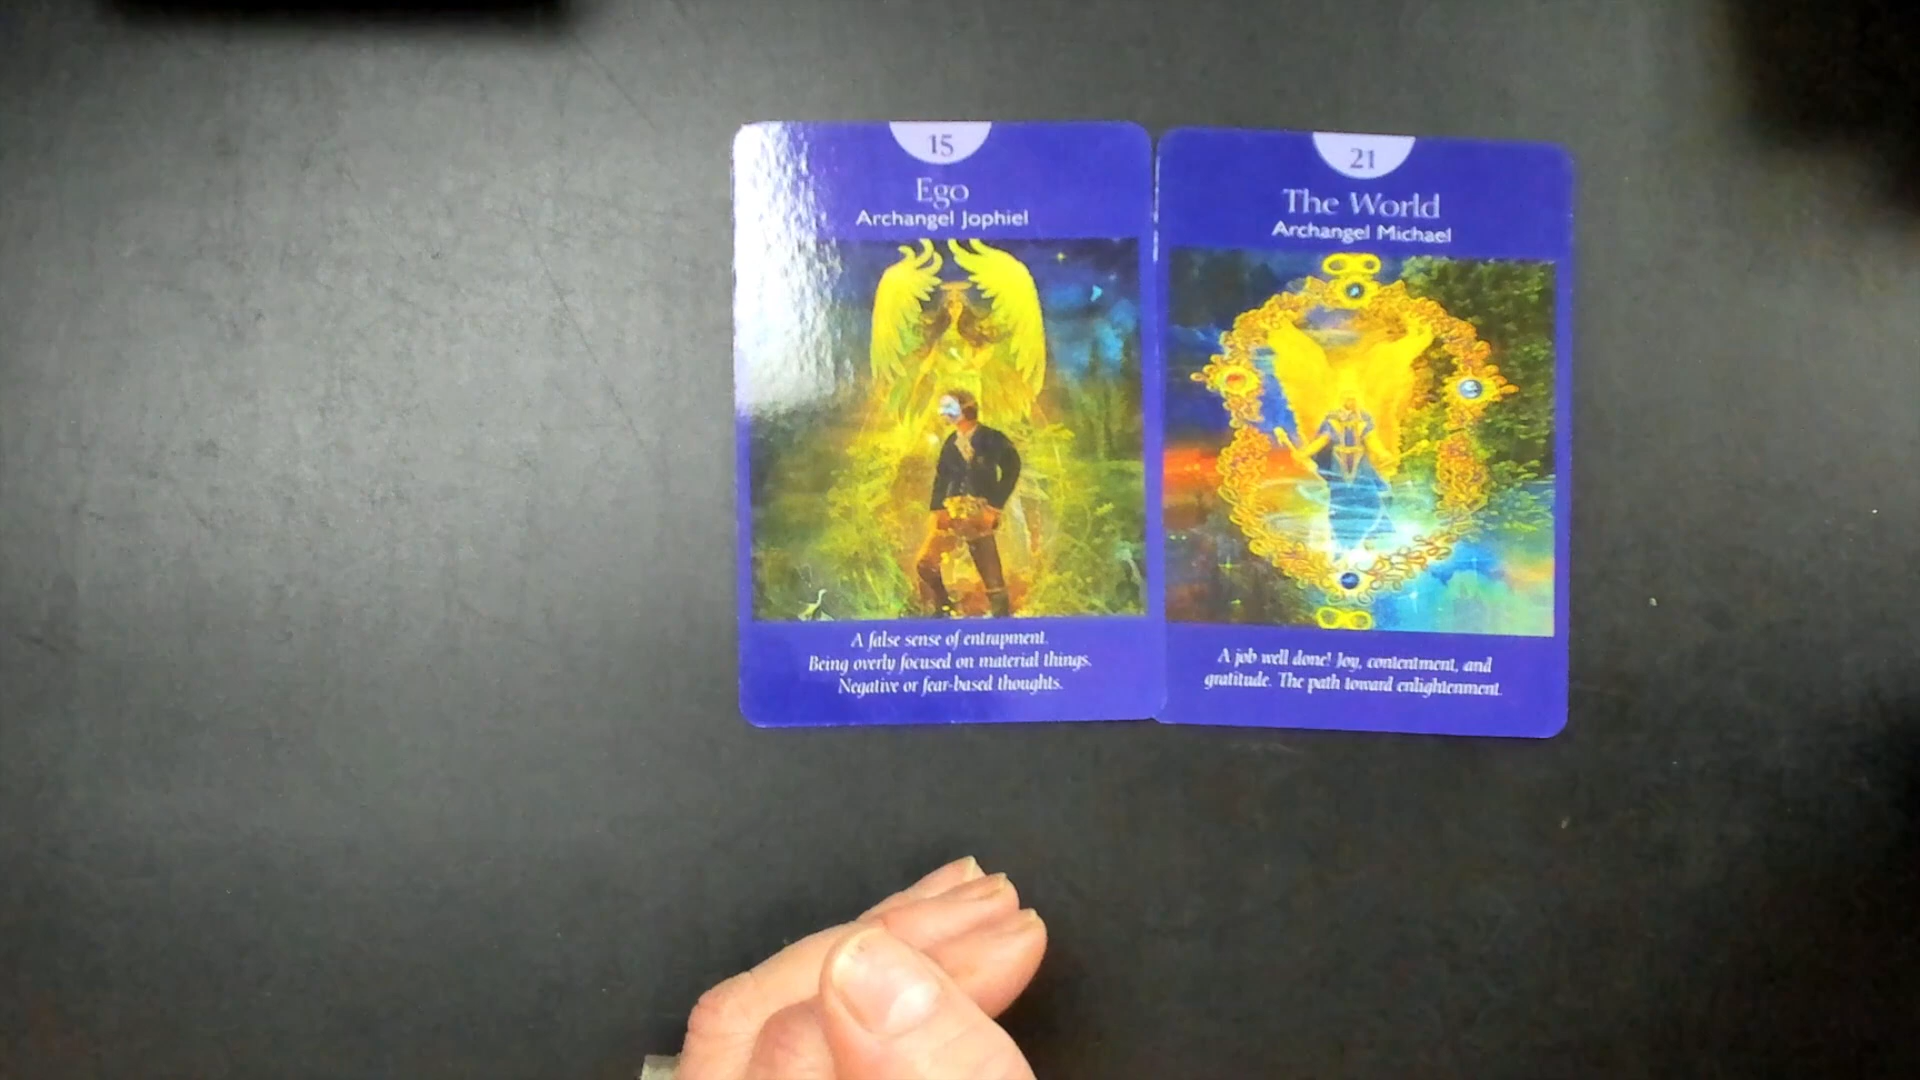 15
Ego
Archangel Jophiel
A false sense of entrapment.
Being overly focused on material things.
Negative or fear-based thoughts.
21
The World
Archangel Michael
A job well done! Joy, contentment, and
gratitude. The path toward enlightenment.